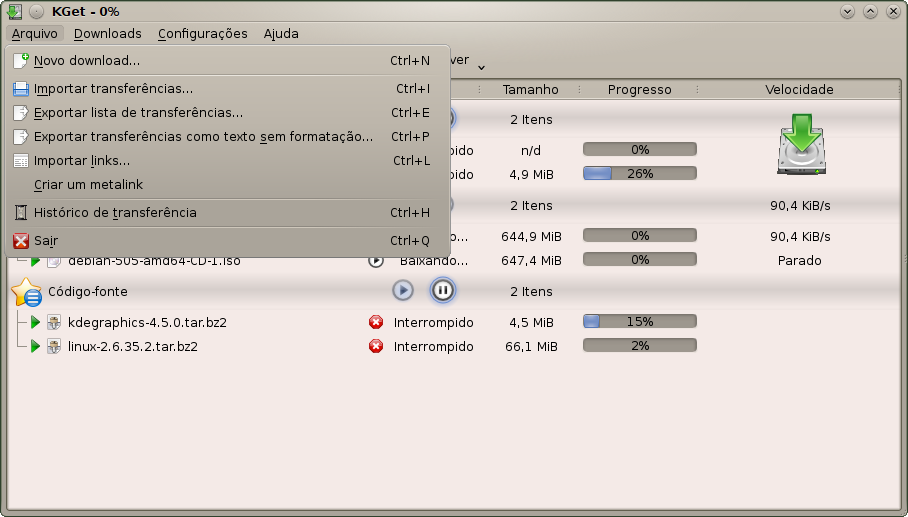 KGet - 0%
Arquivo Downloads Configurações Ajuda
Novo download... Ctrl+N
Importar transferências... Ctrl+I
Exportar lista de transferências... Ctrl+E
Exportar transferências como texto sem formatação... Ctrl+P
Importar links... Ctrl+L
Criar um metalink
Histórico de transferência Ctrl+H
Sair Ctrl+Q
ver
Tamanho Progresso Velocidade
2 Itens
pido n/d 0%
pido 4,9 MiB 26%
2 Itens 90,4 KiB/s
o... 644,9 MiB 0% 90,4 KiB/s
debian-505-amd64-CD-1.iso Baixando... 647,4 MiB 0% Parado
Código-fonte 2 Itens
kdegraphics-4.5.0.tar.bz2 Interrompido 4,5 MiB 15%
linux-2.6.35.2.tar.bz2 Interrompido 66,1 MiB 2%